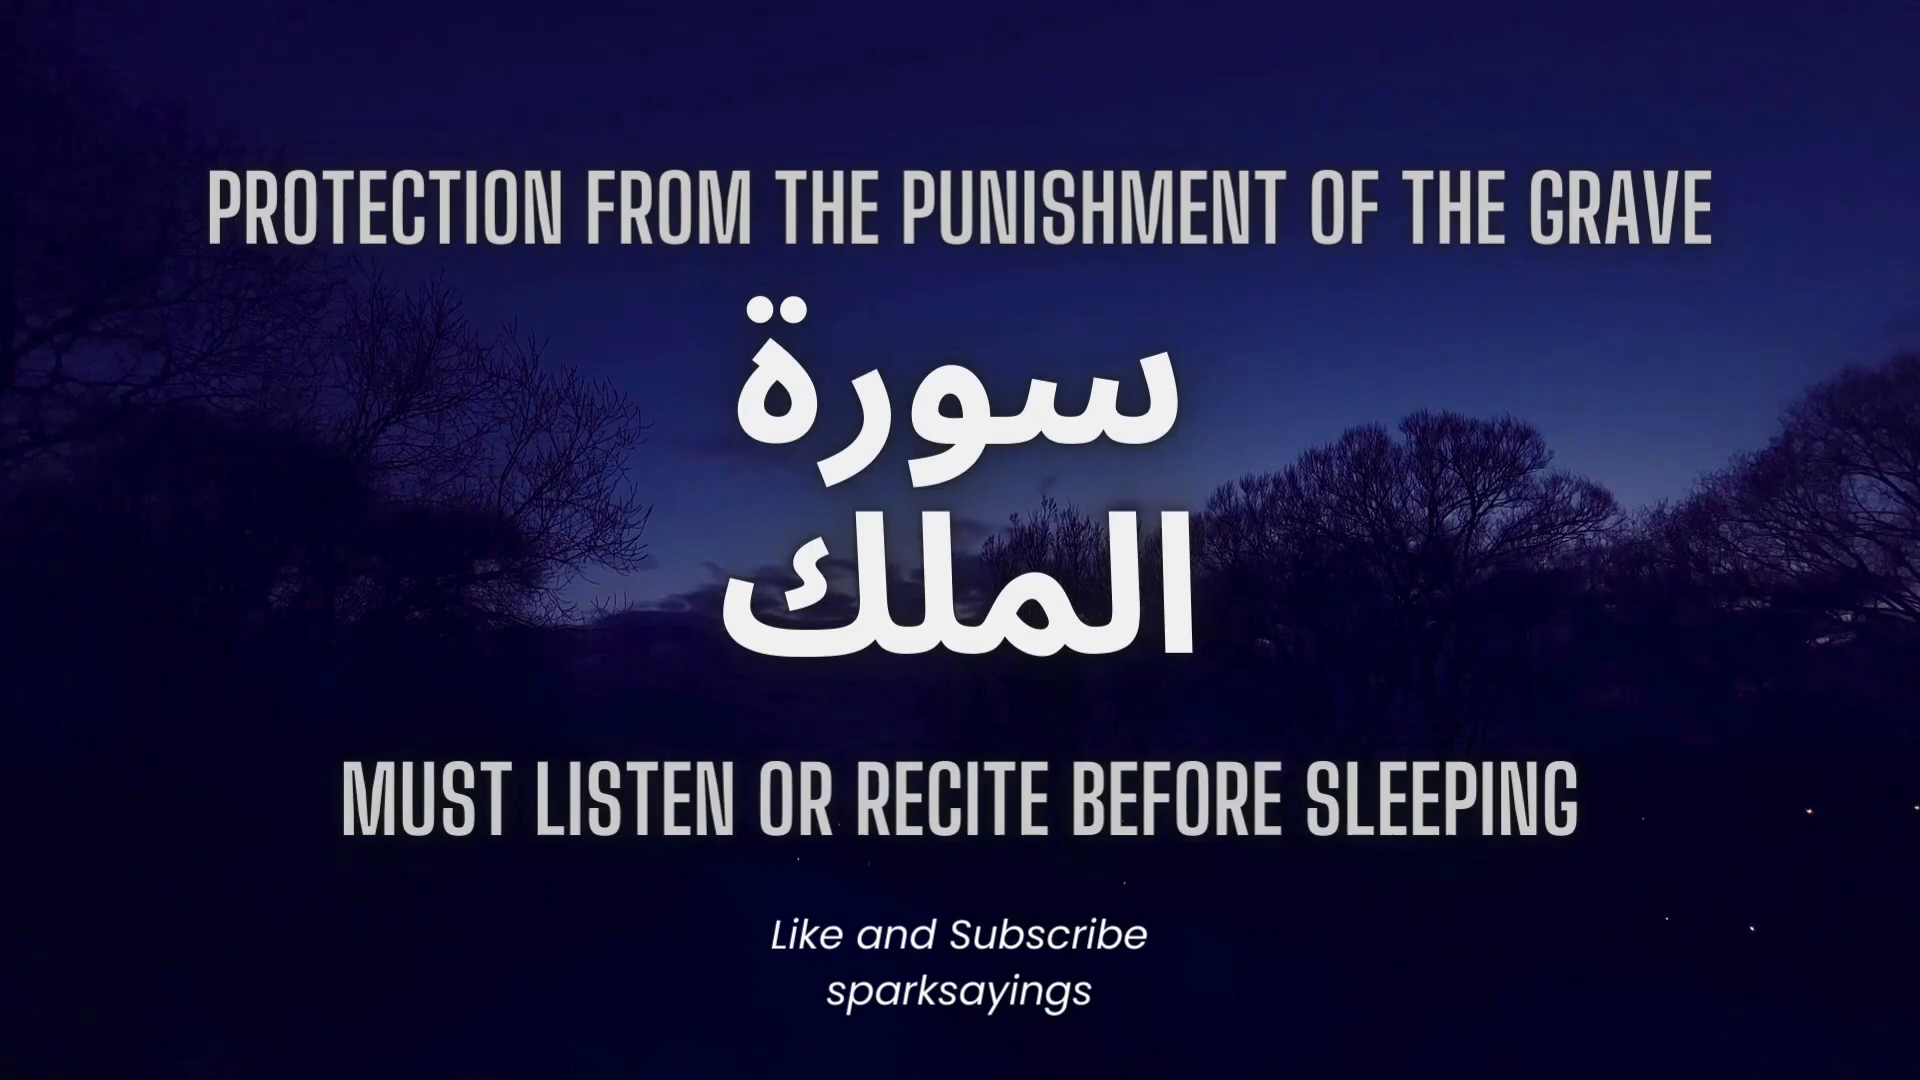 PROTECTION FROM THE PUNISHMENT OF THE GRAVE
سورة
الملك
MUST LISTEN OR RECITE BEFORE SLEEPING
Like and Subscribe
sparksayings